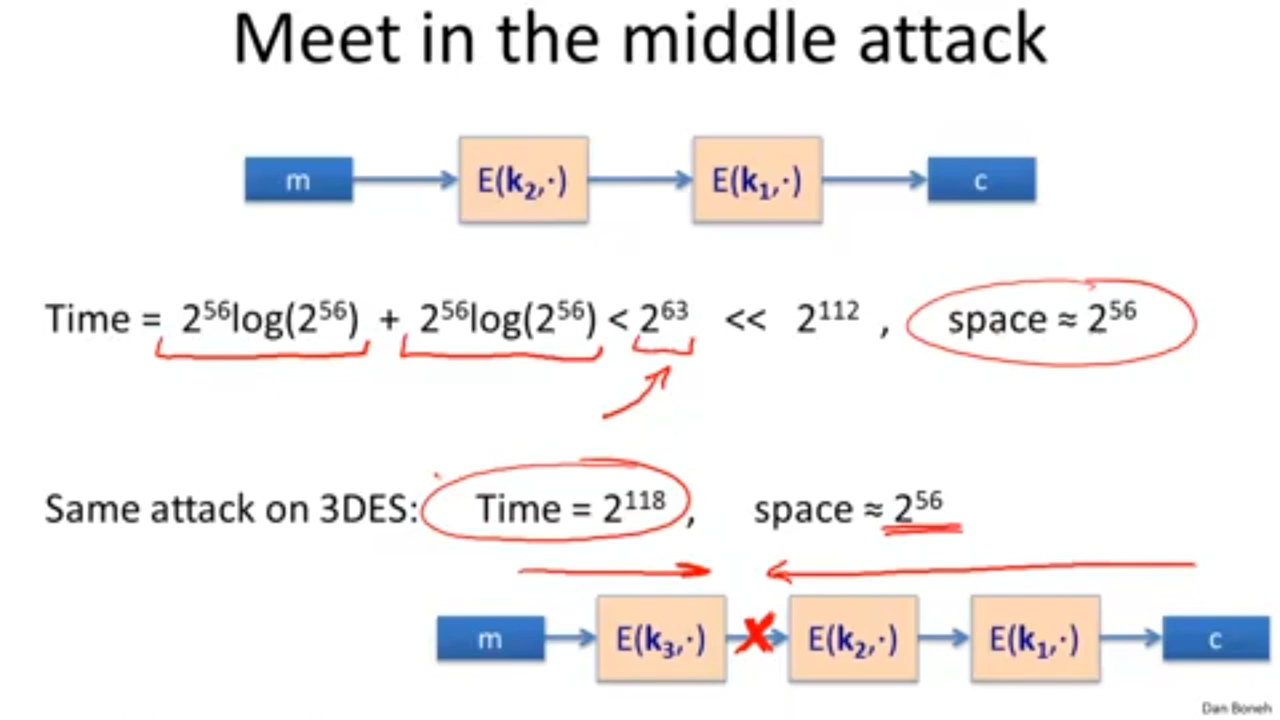 Meet in the middle attack
m E(k₂,·) E(k₁,·) c
Time = 2⁵⁶log(2⁵⁶) + 2⁵⁶log(2⁵⁶) < 2⁶³ << 2¹¹² , space ≈ 2⁵⁶
Same attack on 3DES: Time = 2¹¹⁸, space ≈ 2⁵⁶
m E(k₃,·) E(k₂,·) E(k₁,·) c
Dan Boneh